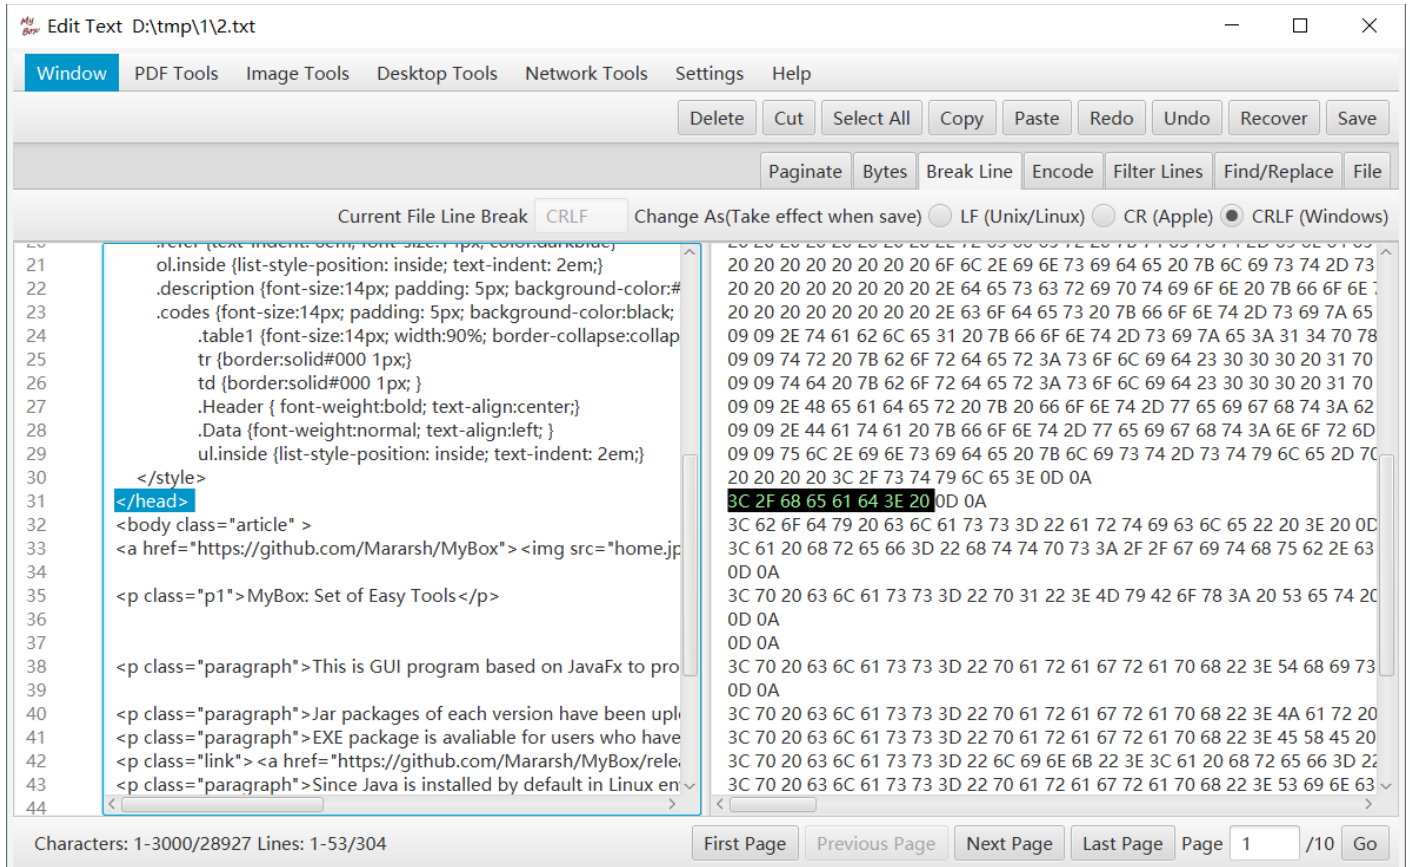 My Box Edit Text D:\tmp\1\2.txt
Window PDF Tools Image Tools Desktop Tools Network Tools Settings Help
Delete Cut Select All Copy Paste Redo Undo Recover Save
Paginate Bytes Break Line Encode Filter Lines Find/Replace File
Current File Line Break CRLF Change As(Take effect when save) LF (Unix/Linux) CR (Apple) CRLF (Windows)
21 ol.inside {list-style-position: inside; text-indent: 2em;} 20 20 20 20 20 20 20 20 6F 6C 2E 69 6E 73 69 64 65 20 7B 6C 69 73 74 2D 73
22 .description {font-size:14px; padding: 5px; background-color:# 20 20 20 20 20 20 20 20 2E 64 65 73 63 72 69 70 74 69 6F 6E 20 7B 66 6F 6E
23 .codes {font-size:14px; padding: 5px; background-color:black; 20 20 20 20 20 20 20 20 2E 63 6F 64 65 73 20 7B 66 6F 6E 74 2D 73 69 7A 65
24 .table1 {font-size:14px; width:90%; border-collapse:collap 09 09 2E 74 61 62 6C 65 31 20 7B 66 6F 6E 74 2D 73 69 7A 65 3A 31 34 70 78
25 tr {border:solid#000 1px;} 09 09 74 72 20 7B 62 6F 72 64 65 72 3A 73 6F 6C 69 64 23 30 30 30 20 31 70
26 td {border:solid#000 1px; } 09 09 74 64 20 7B 62 6F 72 64 65 72 3A 73 6F 6C 69 64 23 30 30 30 20 31 70
27 .Header { font-weight:bold; text-align:center;} 09 09 2E 48 65 61 64 65 72 20 7B 20 66 6F 6E 74 2D 77 65 69 67 68 74 3A 62
28 .Data {font-weight:normal; text-align:left; } 09 09 2E 44 61 74 61 20 7B 66 6F 6E 74 2D 77 65 69 67 68 74 3A 6E 6F 72 6D
29 ul.inside {list-style-position: inside; text-indent: 2em;} 09 09 75 6C 2E 69 6E 73 69 64 65 20 7B 6C 69 73 74 2D 73 74 79 6C 65 2D 70
30 </style> 20 20 20 20 3C 2F 73 74 79 6C 65 3E 0D 0A
31 </head> 3C 2F 68 65 61 64 3E 20 0D 0A
32 <body class="article" > 3C 62 6F 64 79 20 63 6C 61 73 73 3D 22 61 72 74 69 63 6C 65 22 20 3E 20 0D
33 <a href="https://github.com/Mararsh/MyBox"><img src="home.jp 3C 61 20 68 72 65 66 3D 22 68 74 74 70 73 3A 2F 2F 67 69 74 68 75 62 2E 63
34 0D 0A
35 <p class="p1">MyBox: Set of Easy Tools</p> 3C 70 20 63 6C 61 73 73 3D 22 70 31 22 3E 4D 79 42 6F 78 3A 20 53 65 74 20
36 0D 0A
37 0D 0A
38 <p class="paragraph">This is GUI program based on JavaFx to pro 3C 70 20 63 6C 61 73 73 3D 22 70 61 72 61 67 72 61 70 68 22 3E 54 68 69 73
39 0D 0A
40 <p class="paragraph">Jar packages of each version have been uplo 3C 70 20 63 6C 61 73 73 3D 22 70 61 72 61 67 72 61 70 68 22 3E 4A 61 72 20
41 <p class="paragraph">EXE package is avaliable for users who have 3C 70 20 63 6C 61 73 73 3D 22 70 61 72 61 67 72 61 70 68 22 3E 45 58 45 20
42 <p class="link"><a href="https://github.com/Mararsh/MyBox/relea 3C 70 20 63 6C 61 73 73 3D 22 6C 69 6E 6B 22 3E 3C 61 20 68 72 65 66 3D 22
43 <p class="paragraph">Since Java is installed by default in Linux en 3C 70 20 63 6C 61 73 73 3D 22 70 61 72 61 67 72 61 70 68 22 3E 53 69 6E 63
44
Characters: 1-3000/28927 Lines: 1-53/304 First Page Previous Page Next Page Last Page Page 1 /10 Go